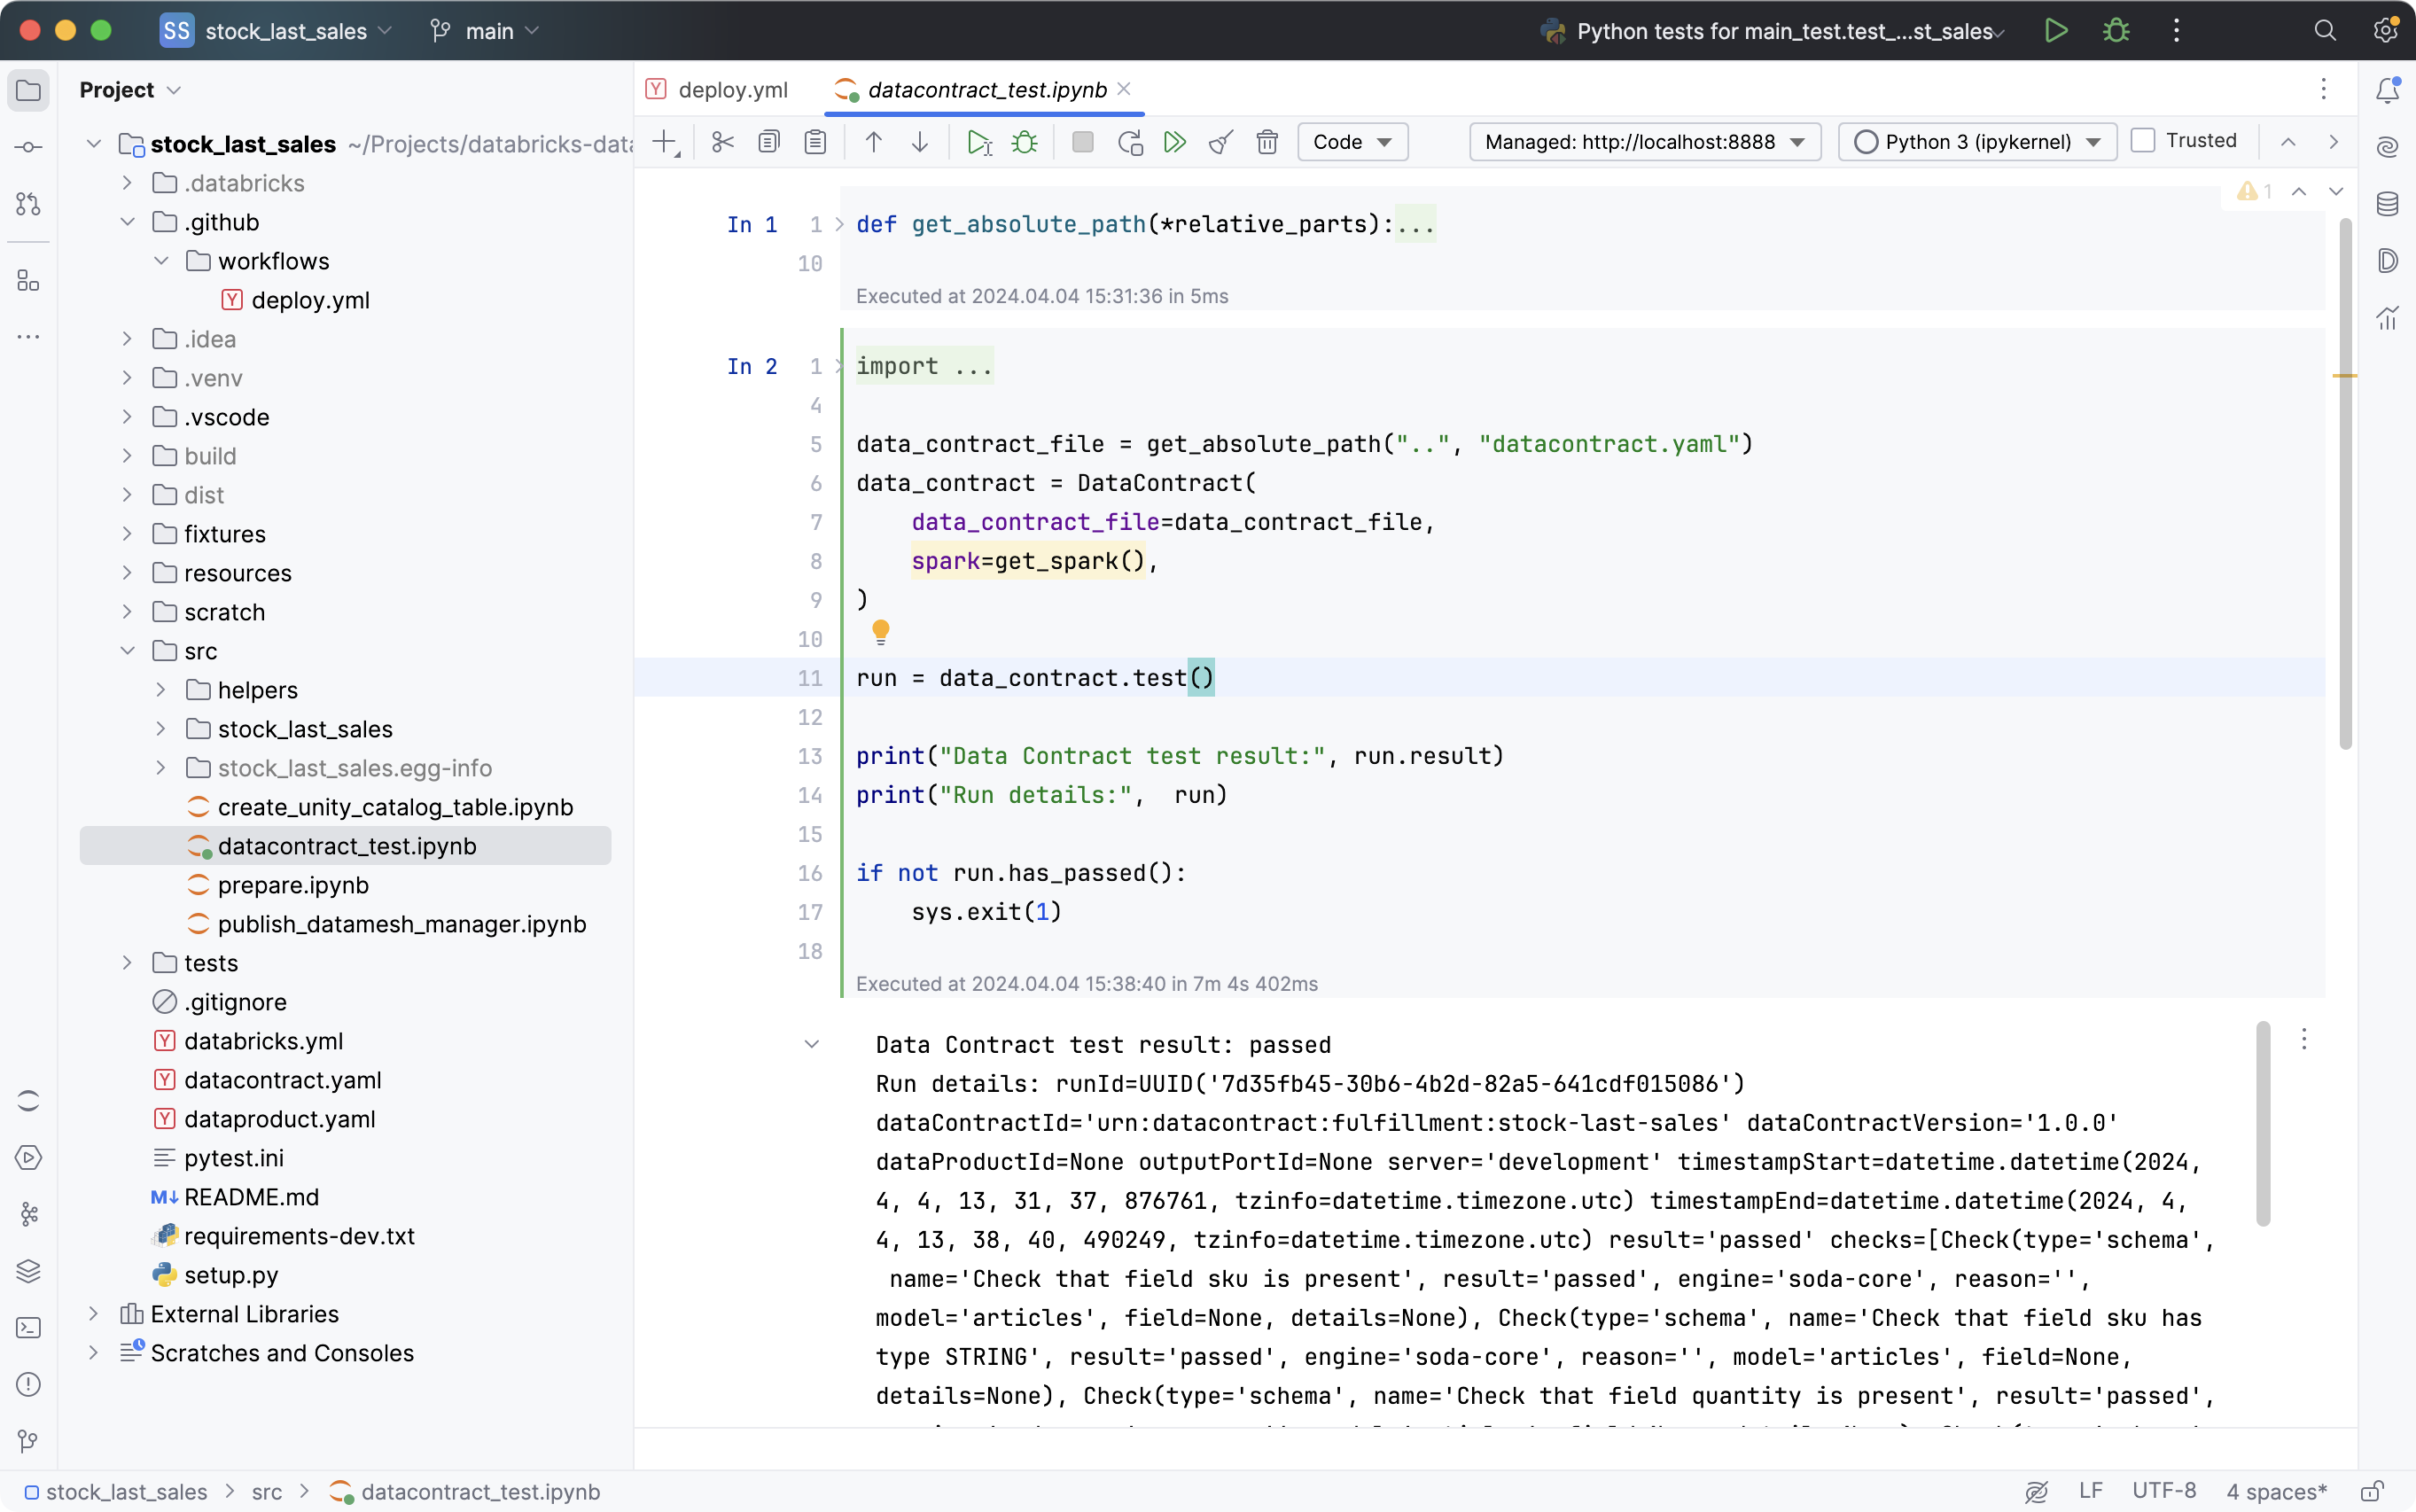 SS stock_last_sales main Python tests for main_test.test_...st_sales
Project
stock_last_sales ~/Projects/databricks-data
.databricks
.github
workflows
deploy.yml
.idea
.venv
.vscode
build
dist
fixtures
resources
scratch
src
helpers
stock_last_sales
stock_last_sales.egg-info
create_unity_catalog_table.ipynb
datacontract_test.ipynb
prepare.ipynb
publish_datamesh_manager.ipynb
tests
.gitignore
databricks.yml
datacontract.yaml
dataproduct.yaml
pytest.ini
README.md
requirements-dev.txt
setup.py
External Libraries
Scratches and Consoles
deploy.yml datacontract_test.ipynb
Code Managed: http://localhost:8888 Python 3 (ipykernel) Trusted
1
In 1 1 def get_absolute_path(*relative_parts):...
10
Executed at 2024.04.04 15:31:36 in 5ms
In 2 1 import ...
4
5 data_contract_file = get_absolute_path("..", "datacontract.yaml")
6 data_contract = DataContract(
7 data_contract_file=data_contract_file,
8 spark=get_spark(),
9 )
10
11 run = data_contract.test()
12
13 print("Data Contract test result:", run.result)
14 print("Run details:",  run)
15
16 if not run.has_passed():
17 sys.exit(1)
18
Executed at 2024.04.04 15:38:40 in 7m 4s 402ms
Data Contract test result: passed
Run details: runId=UUID('7d35fb45-30b6-4b2d-82a5-641cdf015086')
dataContractId='urn:datacontract:fulfillment:stock-last-sales' dataContractVersion='1.0.0'
dataProductId=None outputPortId=None server='development' timestampStart=datetime.datetime(2024,
4, 4, 13, 31, 37, 876761, tzinfo=datetime.timezone.utc) timestampEnd=datetime.datetime(2024, 4,
4, 13, 38, 40, 490249, tzinfo=datetime.timezone.utc) result='passed' checks=[Check(type='schema',
name='Check that field sku is present', result='passed', engine='soda-core', reason='',
model='articles', field=None, details=None), Check(type='schema', name='Check that field sku has
type STRING', result='passed', engine='soda-core', reason='', model='articles', field=None,
details=None), Check(type='schema', name='Check that field quantity is present', result='passed',
stock_last_sales src datacontract_test.ipynb LF UTF-8 4 spaces*